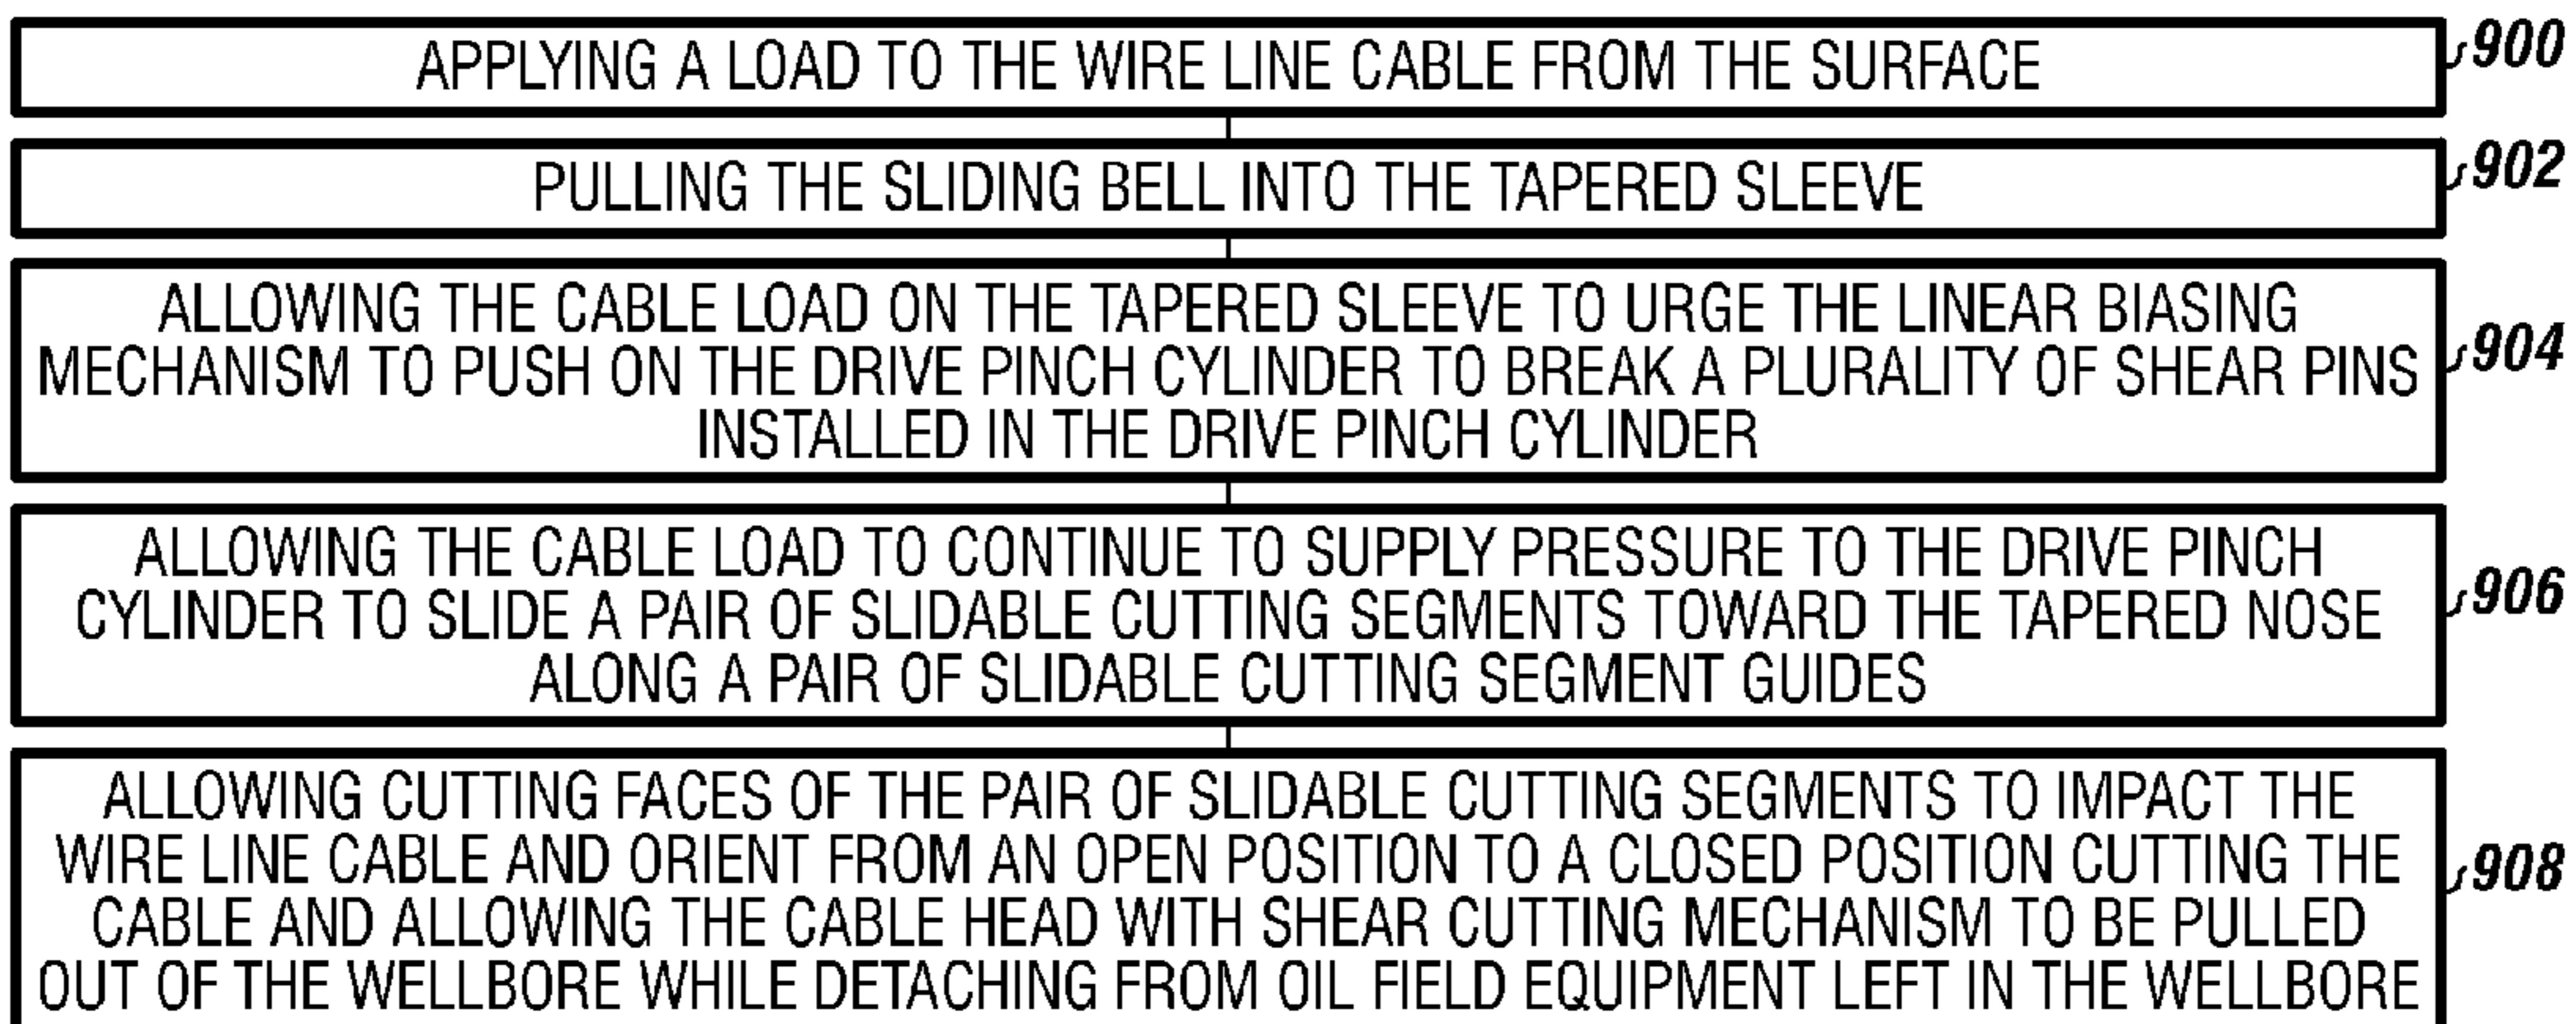 APPLYING A LOAD TO THE WIRE LINE CABLE FROM THE SURFACE
900
PULLING THE SLIDING BELL INTO THE TAPERED SLEEVE
902
ALLOWING THE CABLE LOAD ON THE TAPERED SLEEVE TO URGE THE LINEAR BIASING
MECHANISM TO PUSH ON THE DRIVE PINCH CYLINDER TO BREAK A PLURALITY OF SHEAR PINS
INSTALLED IN THE DRIVE PINCH CYLINDER
904
ALLOWING THE CABLE LOAD TO CONTINUE TO SUPPLY PRESSURE TO THE DRIVE PINCH
CYLINDER TO SLIDE A PAIR OF SLIDABLE CUTTING SEGMENTS TOWARD THE TAPERED NOSE
ALONG A PAIR OF SLIDABLE CUTTING SEGMENT GUIDES
906
ALLOWING CUTTING FACES OF THE PAIR OF SLIDABLE CUTTING SEGMENTS TO IMPACT THE
WIRE LINE CABLE AND ORIENT FROM AN OPEN POSITION TO A CLOSED POSITION CUTTING THE
CABLE AND ALLOWING THE CABLE HEAD WITH SHEAR CUTTING MECHANISM TO BE PULLED
OUT OF THE WELLBORE WHILE DETACHING FROM OIL FIELD EQUIPMENT LEFT IN THE WELLBORE
908